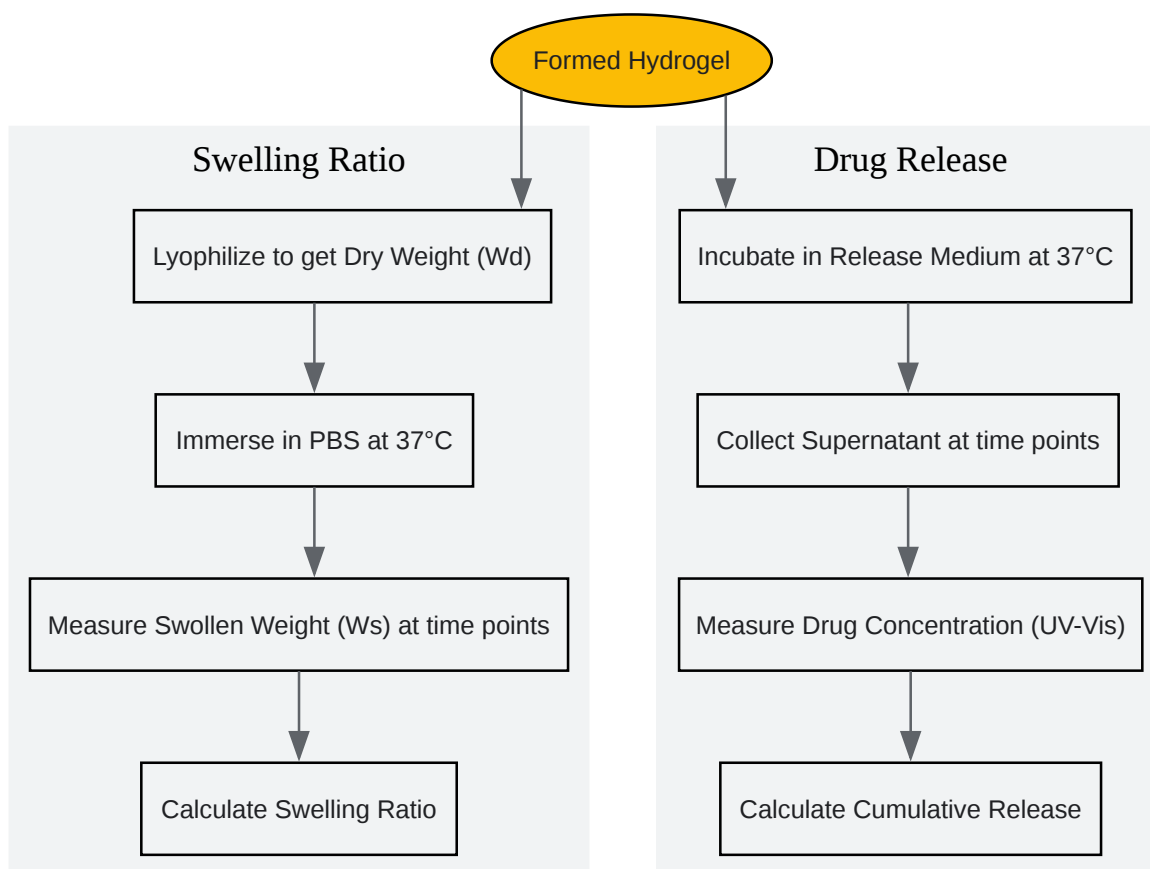 Formed Hydrogel
Swelling Ratio
Lyophilize to get Dry Weight (Wd)
Immerse in PBS at 37°C
Measure Swollen Weight (Ws) at time points
Calculate Swelling Ratio
Drug Release
Incubate in Release Medium at 37°C
Collect Supernatant at time points
Measure Drug Concentration (UV-Vis)
Calculate Cumulative Release